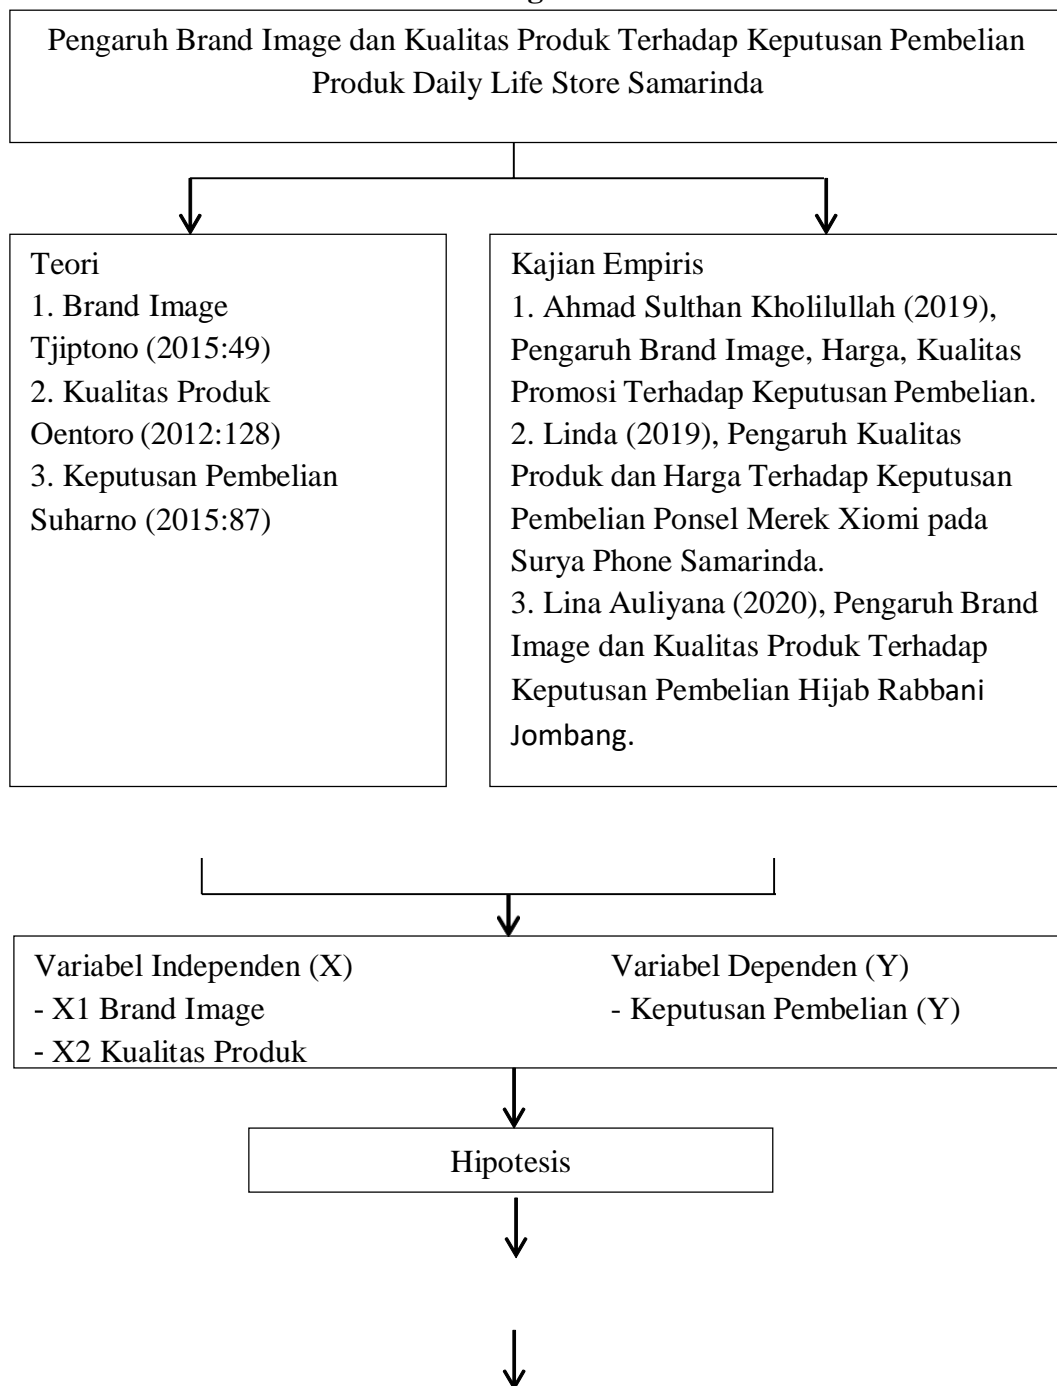 Pengaruh Brand Image dan Kualitas Produk Terhadap Keputusan Pembelian
Produk Daily Life Store Samarinda
Teori
1. Brand Image
Tjiptono (2015:49)
2. Kualitas Produk
Oentoro (2012:128)
3. Keputusan Pembelian
Suharno (2015:87)
Kajian Empiris
1. Ahmad Sulthan Kholilullah (2019),
Pengaruh Brand Image, Harga, Kualitas
Promosi Terhadap Keputusan Pembelian.
2. Linda (2019), Pengaruh Kualitas
Produk dan Harga Terhadap Keputusan
Pembelian Ponsel Merek Xiomi pada
Surya Phone Samarinda.
3. Lina Auliyana (2020), Pengaruh Brand
Image dan Kualitas Produk Terhadap
Keputusan Pembelian Hijab Rabbani
Jombang.
Variabel Independen (X)
- X1 Brand Image
- X2 Kualitas Produk
Variabel Dependen (Y)
- Keputusan Pembelian (Y)
Hipotesis